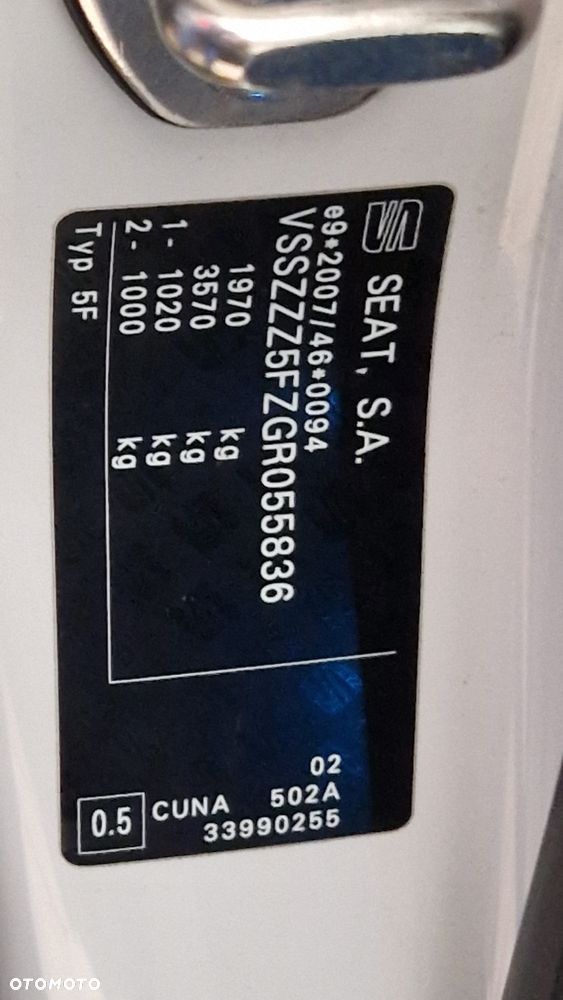 SEAT, S.A.
e9*2007/46*0094
VSSZZZ5FZGR055836
1970 kg
3570 kg
1- 1020 kg
2- 1000 kg
Typ 5F
02
502A
33990255
CUNA
0.5
OTOMOTO